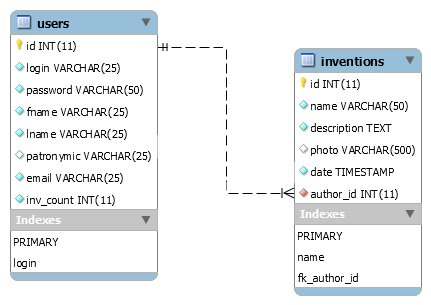 users
id INT(11)
login VARCHAR(25)
password VARCHAR(50)
fname VARCHAR(25)
lname VARCHAR(25)
patronymic VARCHAR(25)
email VARCHAR(25)
inv_count INT(11)
Indexes
PRIMARY
login
inventions
id INT(11)
name VARCHAR(50)
description TEXT
photo VARCHAR(500)
date TIMESTAMP
author_id INT(11)
Indexes
PRIMARY
name
fk_author_id